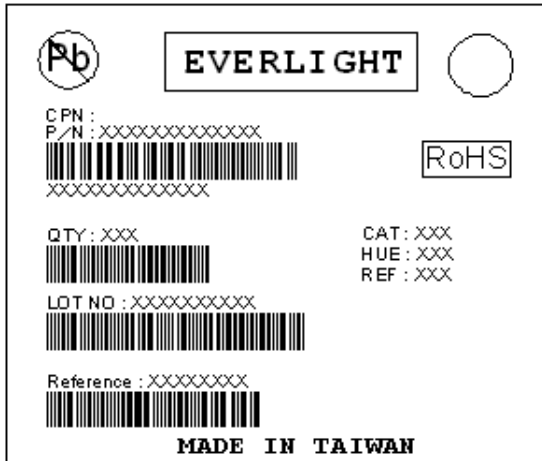 Pb
EVERLIGHT
CPN :
P/N : XXXXXXXXXXXXX
RoHS
XXXXXXXXXXXXX
QTY : XXX
CAT : XXX
HUE : XXX
REF : XXX
LOT NO : XXXXXXXXXX
Reference : XXXXXXXX
MADE IN TAIWAN